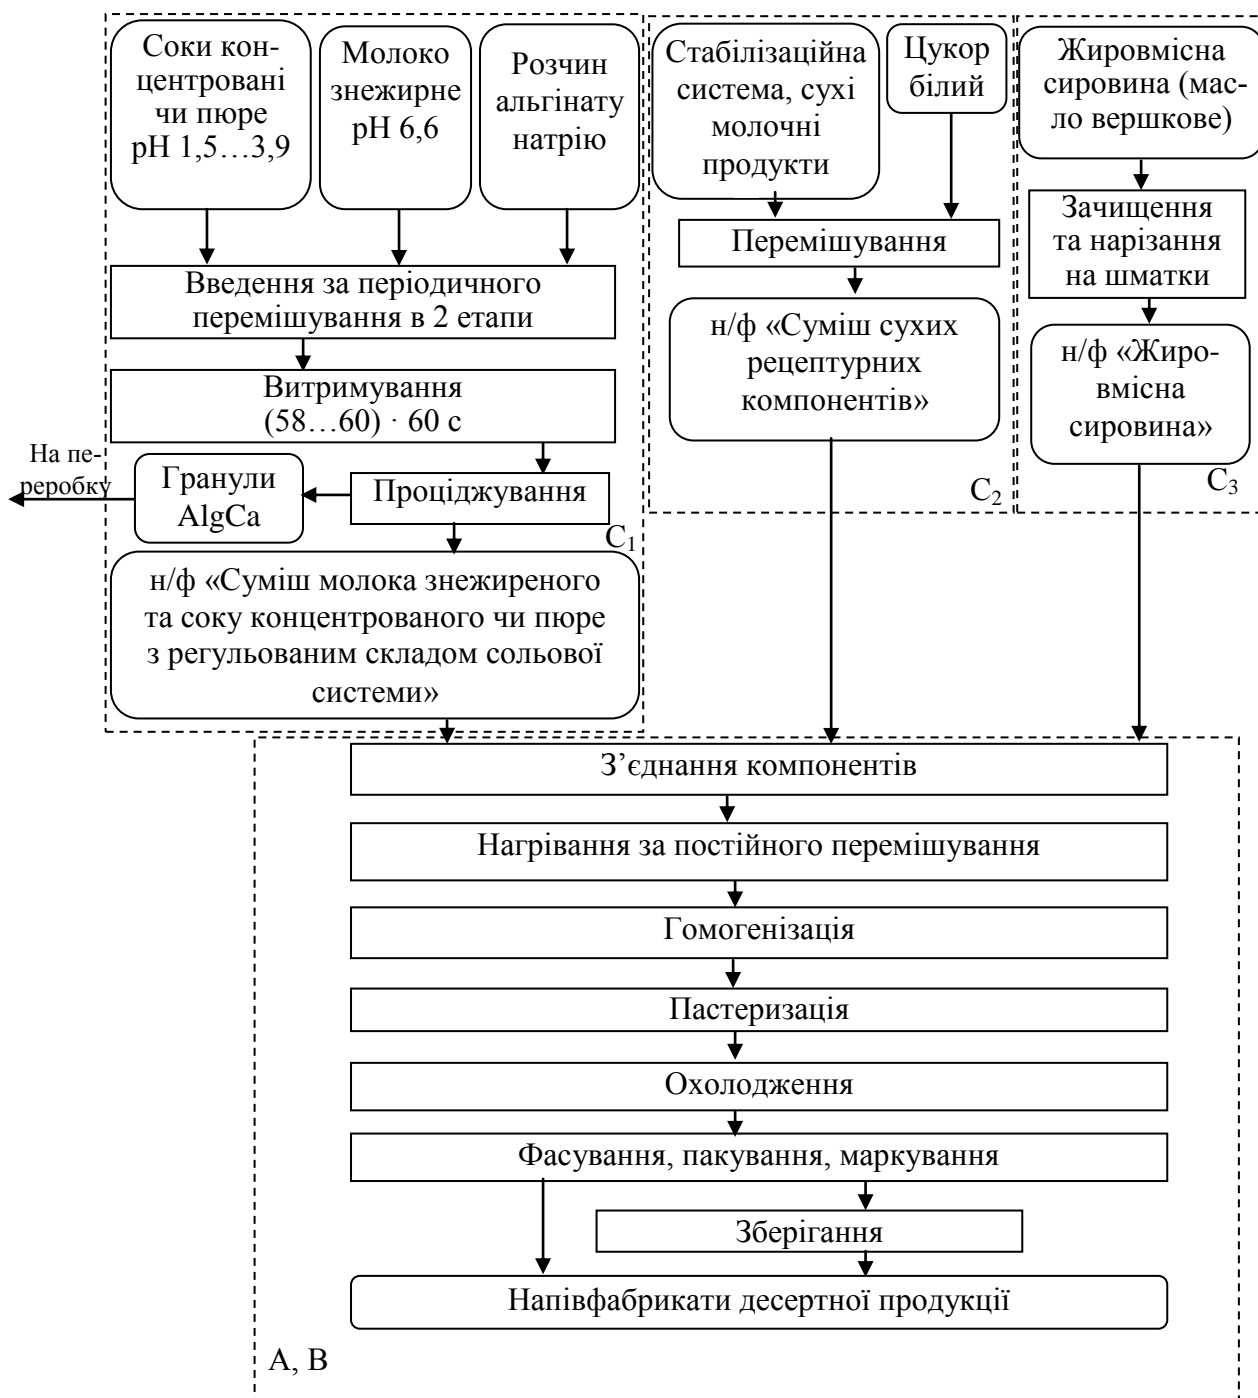 Соки кон-
центровані
чи пюре
pH 1,5…3,9
Молоко
знежирне
pH 6,6
Розчин
альгінату
натрію
Введення за періодичного
перемішування в 2 етапи
Витримування
(58…60) · 60 с
Проціджування
Гранули
AlgCa
На пе-
реробку
C₁
н/ф «Суміш молока знежиреного
та соку концентрованого чи пюре
з регульованим складом сольової
системи»
Стабілізаційна
система, сухі
молочні
продукти
Цукор
білий
Перемішування
н/ф «Суміш сухих
рецептурних
компонентів»
C₂
Жировмісна
сировина (мас-
ло вершкове)
Зачищення
та нарізання
на шматки
н/ф «Жиро-
вмісна
сировина»
C₃
З’єднання компонентів
Нагрівання за постійного перемішування
Гомогенізація
Пастеризація
Охолодження
Фасування, пакування, маркування
Зберігання
Напівфабрикати десертної продукції
A, B